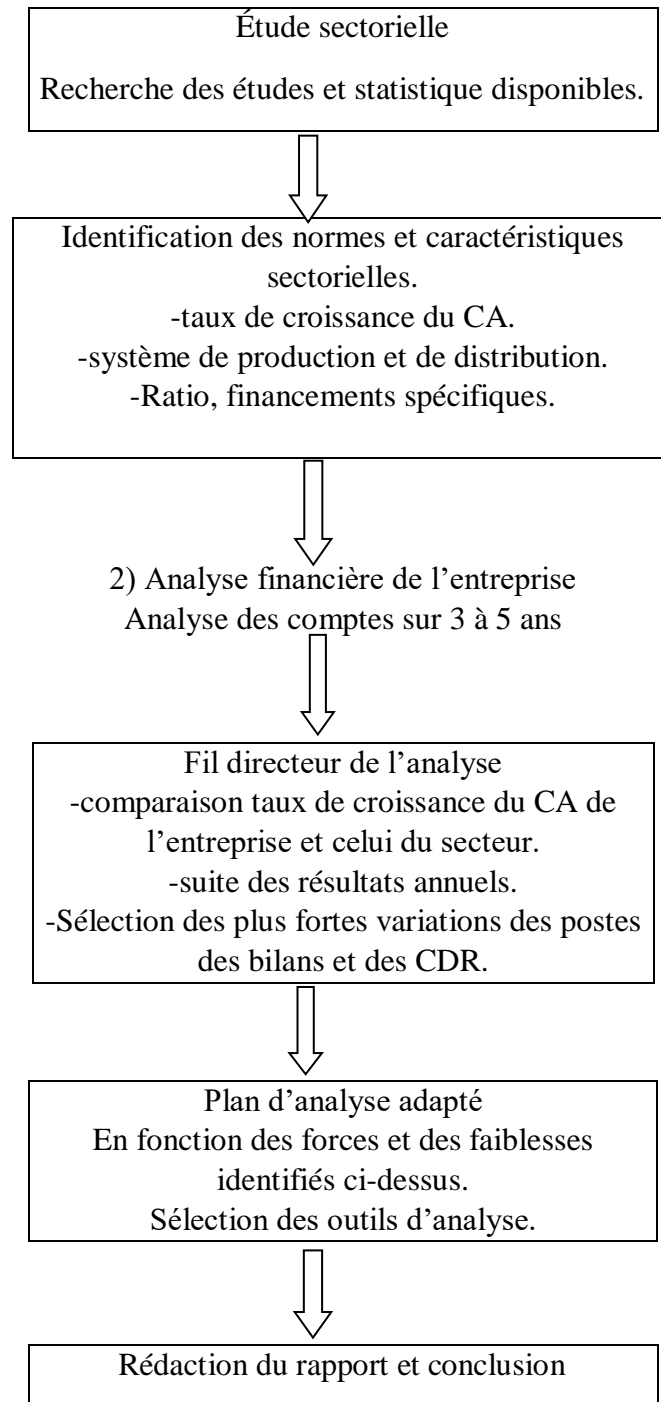 Étude sectorielle
Recherche des études et statistique disponibles.
Identification des normes et caractéristiques
sectorielles.
-taux de croissance du CA.
-système de production et de distribution.
-Ratio, financements spécifiques.
2) Analyse financière de l’entreprise
Analyse des comptes sur 3 à 5 ans
Fil directeur de l’analyse
-comparaison taux de croissance du CA de
l’entreprise et celui du secteur.
-suite des résultats annuels.
-Sélection des plus fortes variations des postes
des bilans et des CDR.
Plan d’analyse adapté
En fonction des forces et des faiblesses
identifiés ci-dessus.
Sélection des outils d’analyse.
Rédaction du rapport et conclusion